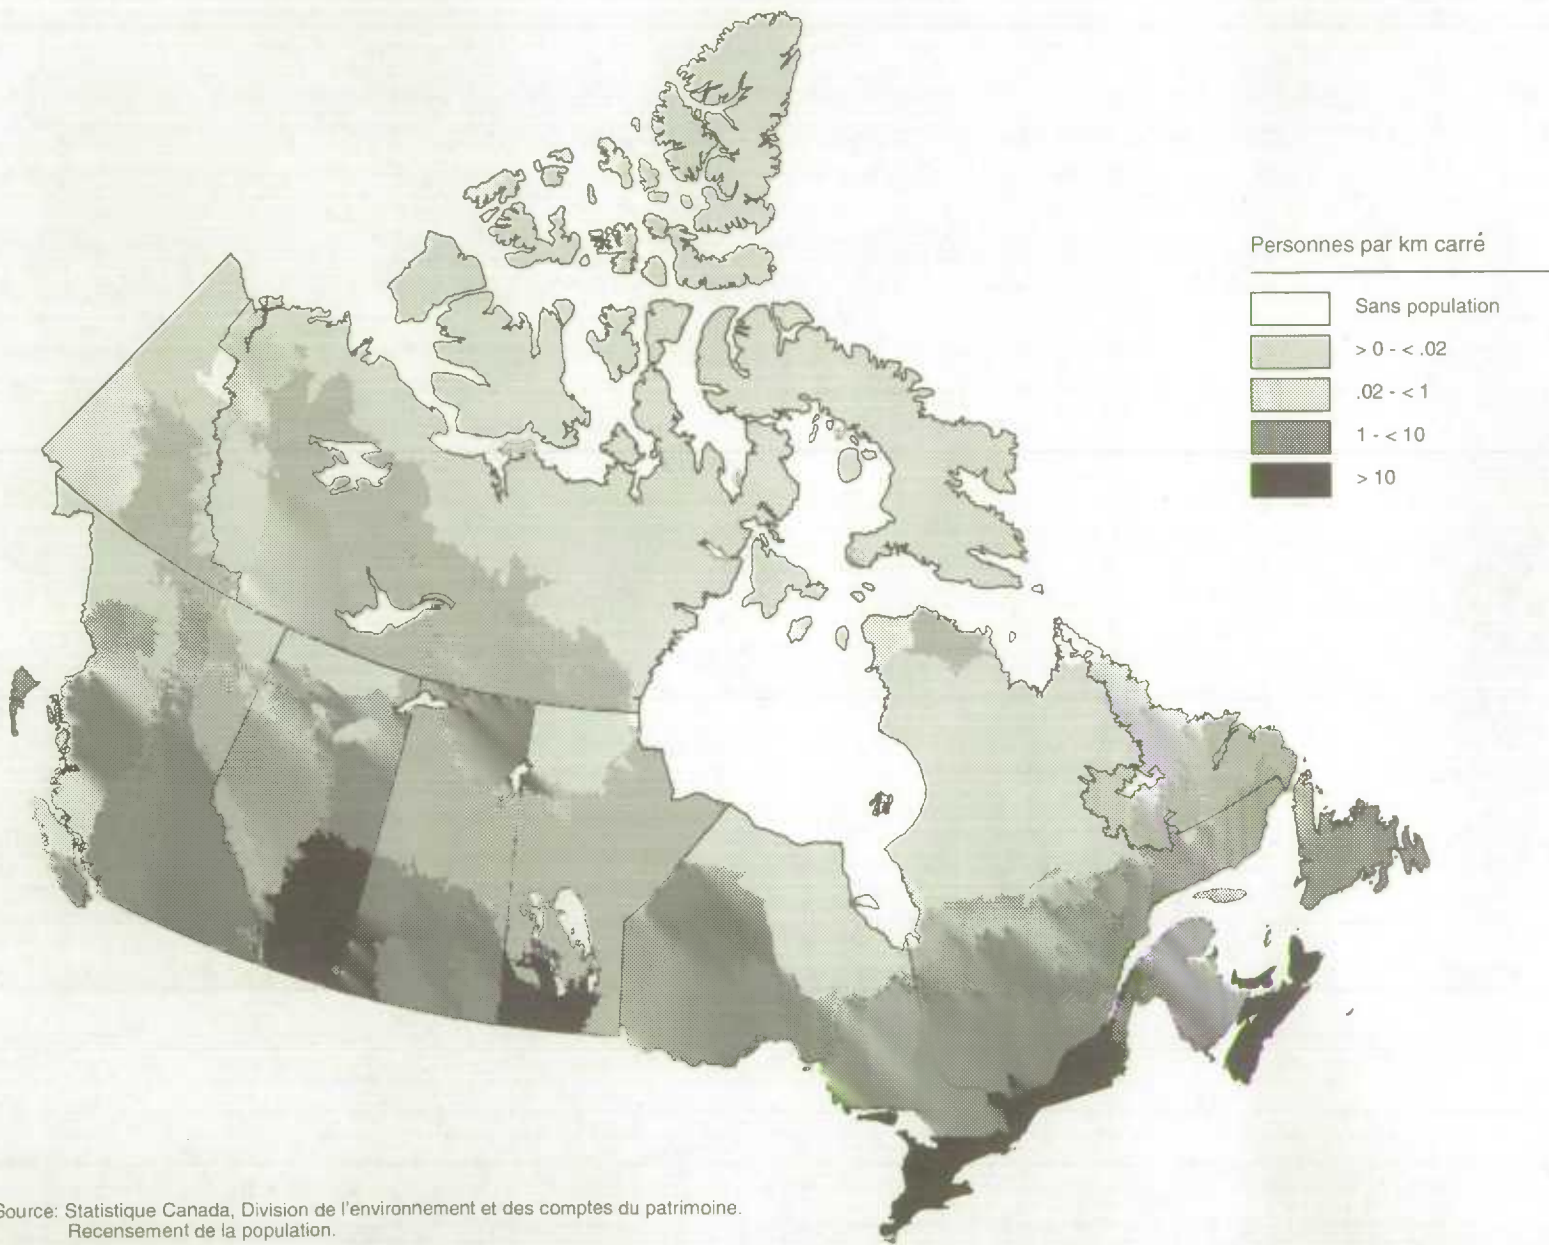 Personnes par km carré
Sans population
> 0 - < .02
.02 - < 1
1 - < 10
> 10
Source: Statistique Canada, Division de l'environnement et des comptes du patrimoine.
Recensement de la population.